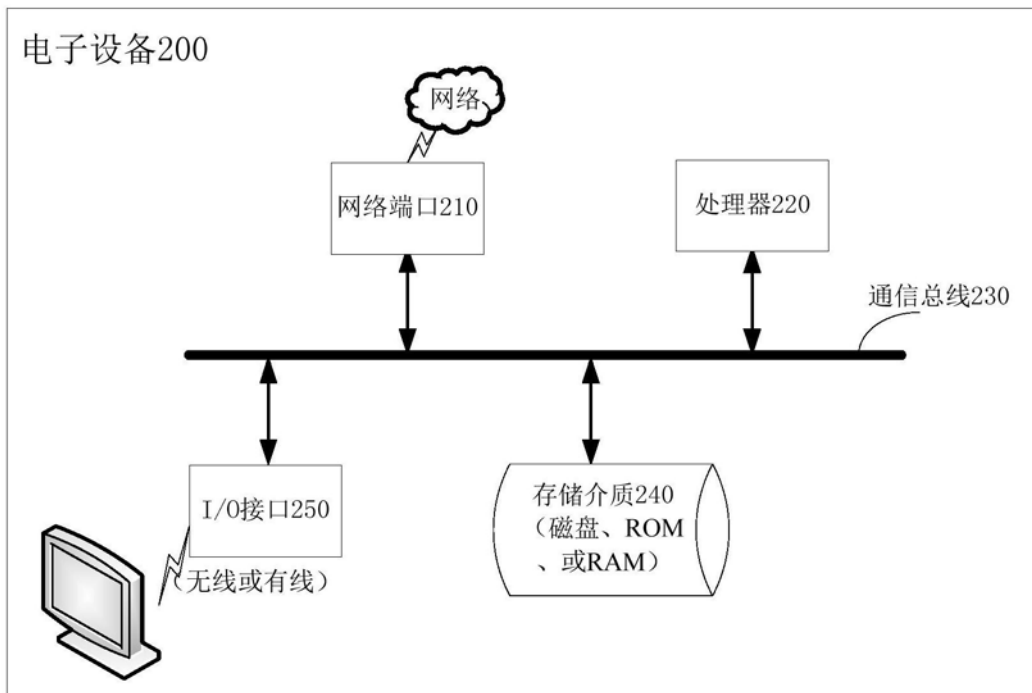 电子设备200
网络
网络端口210
处理器220
通信总线230
I/O接口250
（无线或有线）
存储介质240
（磁盘、ROM
、或RAM）